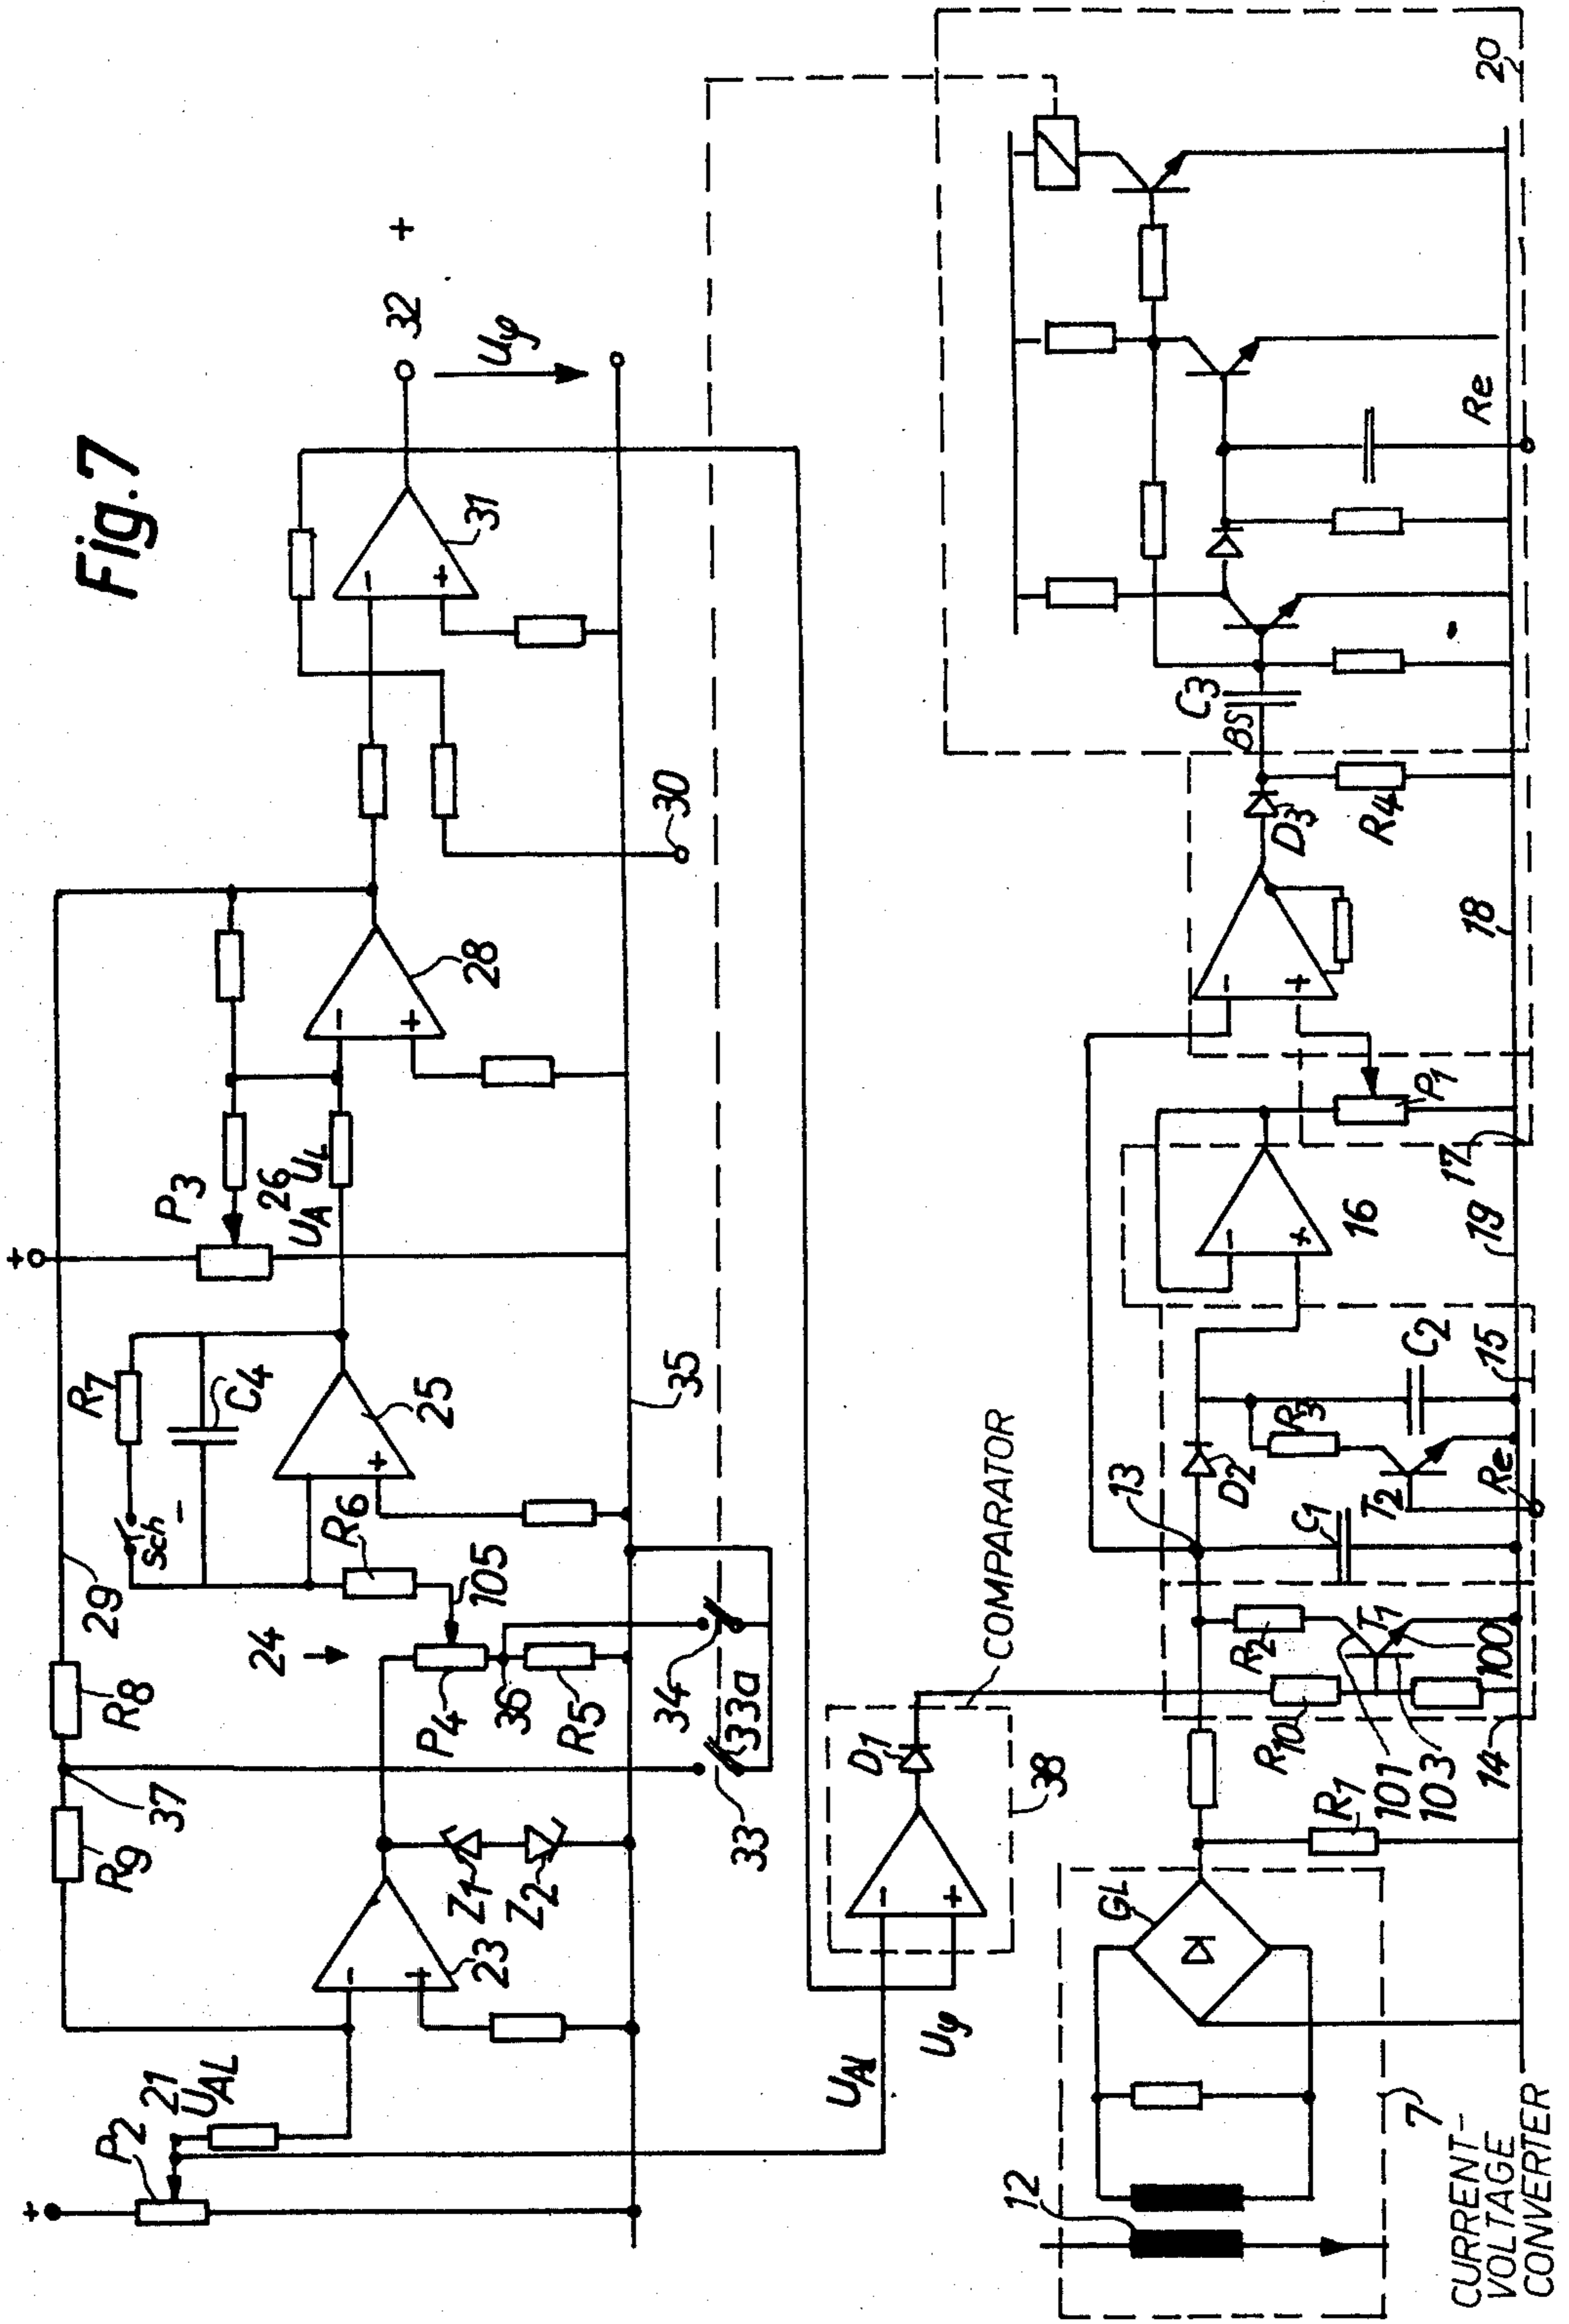 Fig.7
+
P2
21
UAL
R9
37
R8
29
24
23
Z1
Z2
P4
36
R5
105
R6
Sch
R7
C4
25
35
34
33
33a
+
P3
26
UA
UL
28
30
31
32
+
Uφ
UAL
Uφ
D1
38
COMPARATOR
12
GL
7
CURRENT-
VOLTAGE
CONVERTER
R1
R10
R2
T1
101
103
100
14
13
C1
D2
T2
R3
C2
Re
15
16
19
17
P1
18
D3
R4
BS
C3
Re
20